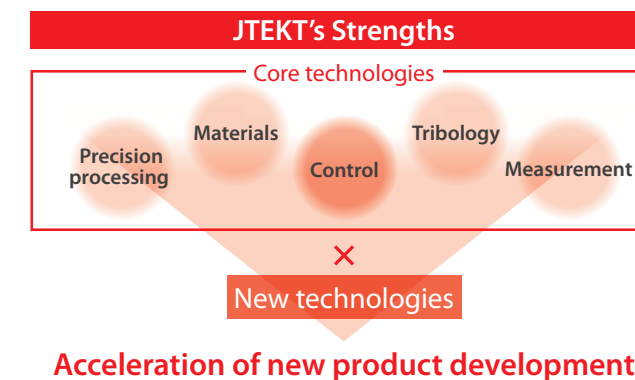 JTEKT’s Strengths
Core technologies
Precision
processing
Materials
Control
Tribology
Measurement
×
New technologies
Acceleration of new product development